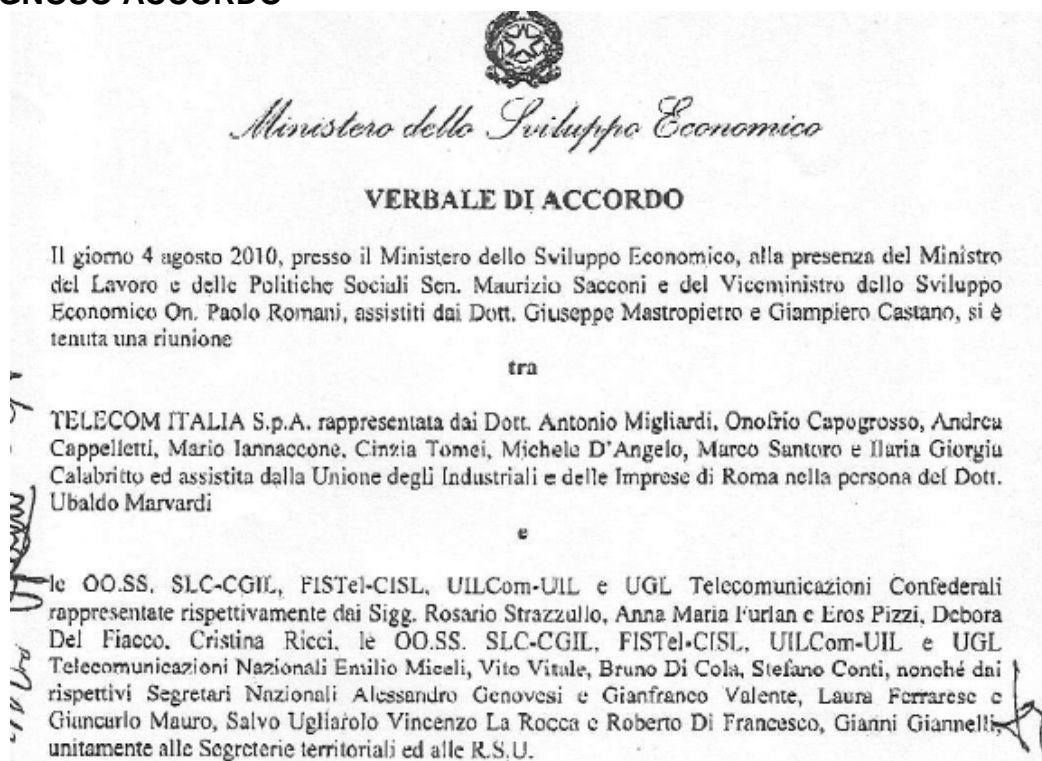 ACCORDO
Ministero dello Sviluppo Economico
VERBALE DI ACCORDO
Il giorno 4 agosto 2010, presso il Ministero dello Sviluppo Economico, alla presenza del Ministro
del Lavoro e delle Politiche Sociali Sen. Maurizio Sacconi e del Viceministro dello Sviluppo
Economico On. Paolo Romani, assistiti dai Dott. Giuseppe Mastropietro e Giampiero Castano, si è
tenuta una riunione
tra
TELECOM ITALIA S.p.A. rappresentata dai Dott. Antonio Migliardi, Onofrio Capogrosso, Andrea
Cappelletti, Mario Iannaccone, Cinzia Tomei, Michele D'Angelo, Marco Santoro e Ilaria Giorgia
Calabritto ed assistita dalla Unione degli Industriali e delle Imprese di Roma nella persona del Dott.
Ubaldo Marvardi
e
le OO.SS. SLC-CGIL, FISTel-CISL, UILCom-UIL e UGL Telecomunicazioni Confederali
rappresentate rispettivamente dai Sigg. Rosario Strazzullo, Anna Maria Furlan e Eros Pizzi, Debora
Del Fiacco, Cristina Ricci, le OO.SS. SLC-CGIL, FISTel-CISL, UILCom-UIL e UGL
Telecomunicazioni Nazionali Emilio Miceli, Vito Vitale, Bruno Di Cola, Stefano Conti, nonché dai
rispettivi Segretari Nazionali Alessandro Genovesi e Gianfranco Valente, Laura Ferrarese e
Giancarlo Mauro, Salvo Ugliarolo Vincenzo La Rocca e Roberto Di Francesco, Gianni Giannelli,
unitamente alle Segreterie territoriali ed alle R.S.U.